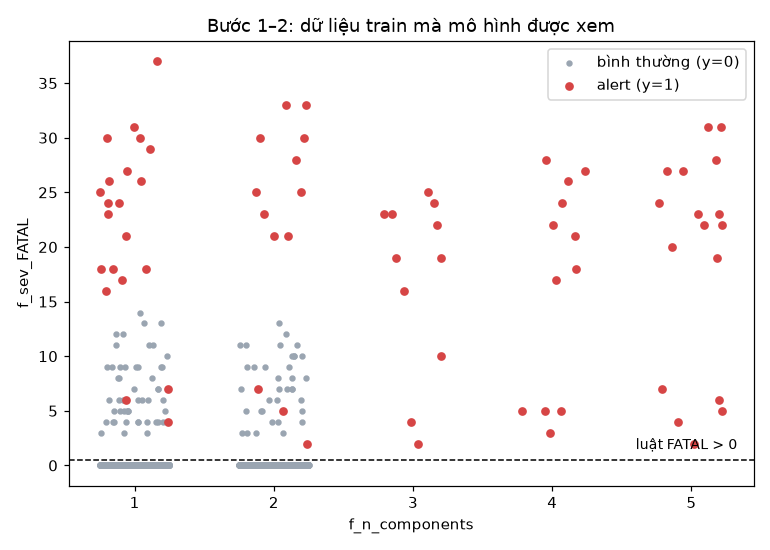 Bước 1–2: dữ liệu train mà mô hình được xem
bình thường (y=0)
alert (y=1)
f_sev_FATAL
35
30
25
20
15
10
5
0
luật FATAL > 0
1 2 3 4 5
f_n_components